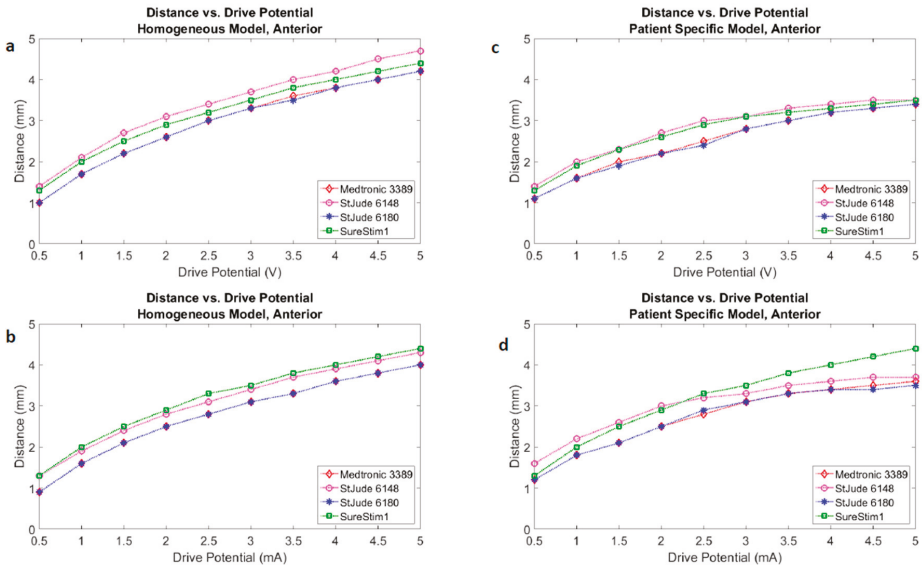 a
Distance vs. Drive Potential
Homogeneous Model, Anterior
Distance (mm)
5
4
3
2
1
0
0.5 1 1.5 2 2.5 3 3.5 4 4.5 5
Drive Potential (V)
Medtronic 3389
StJude 6148
StJude 6180
SureStim1
c
Distance vs. Drive Potential
Patient Specific Model, Anterior
Distance (mm)
5
4
3
2
1
0
0.5 1 1.5 2 2.5 3 3.5 4 4.5 5
Drive Potential (V)
Medtronic 3389
StJude 6148
StJude 6180
SureStim1
b
Distance vs. Drive Potential
Homogeneous Model, Anterior
Distance (mm)
5
4
3
2
1
0
0.5 1 1.5 2 2.5 3 3.5 4 4.5 5
Drive Potential (mA)
Medtronic 3389
StJude 6148
StJude 6180
SureStim1
d
Distance vs. Drive Potential
Patient Specific Model, Anterior
Distance (mm)
5
4
3
2
1
0
0.5 1 1.5 2 2.5 3 3.5 4 4.5 5
Drive Potential (mA)
Medtronic 3389
StJude 6148
StJude 6180
SureStim1